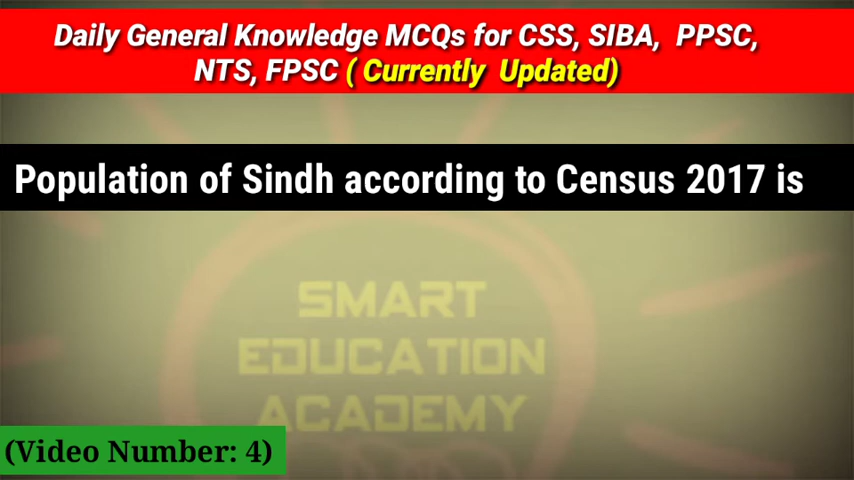 Daily General Knowledge MCQs for CSS, SIBA, PPSC,
NTS, FPSC ( Currently Updated)
Population of Sindh according to Census 2017 is
SMART
EDUCATION
ACADEMY
(Video Number: 4)